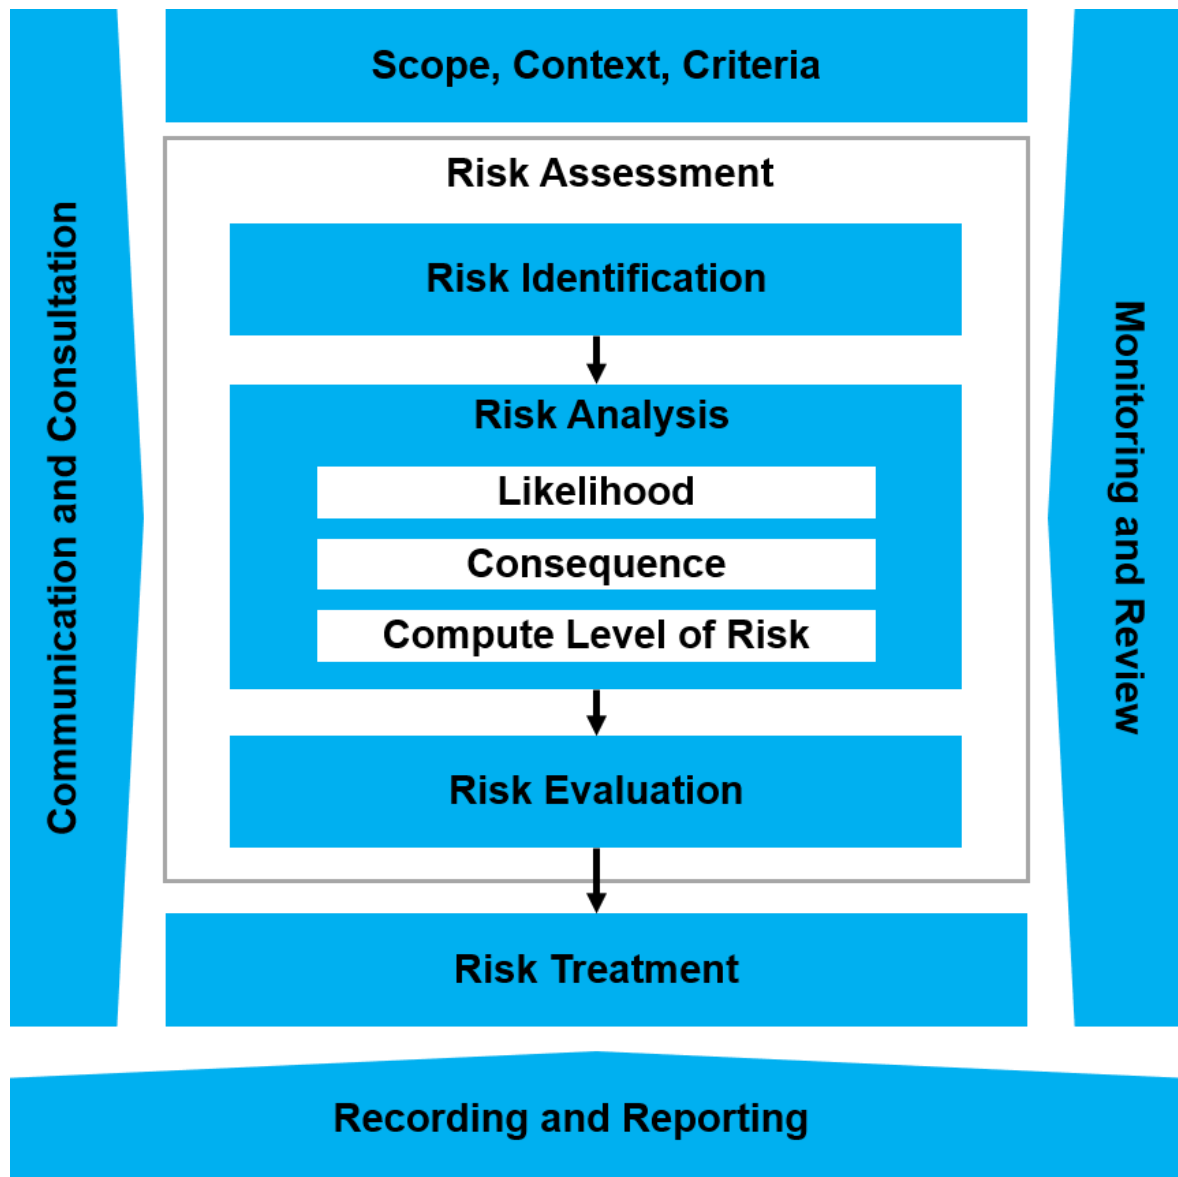 Scope, Context, Criteria
Risk Assessment
Risk Identification
Risk Analysis
Likelihood
Consequence
Compute Level of Risk
Risk Evaluation
Risk Treatment
Communication and Consultation
Monitoring and Review
Recording and Reporting